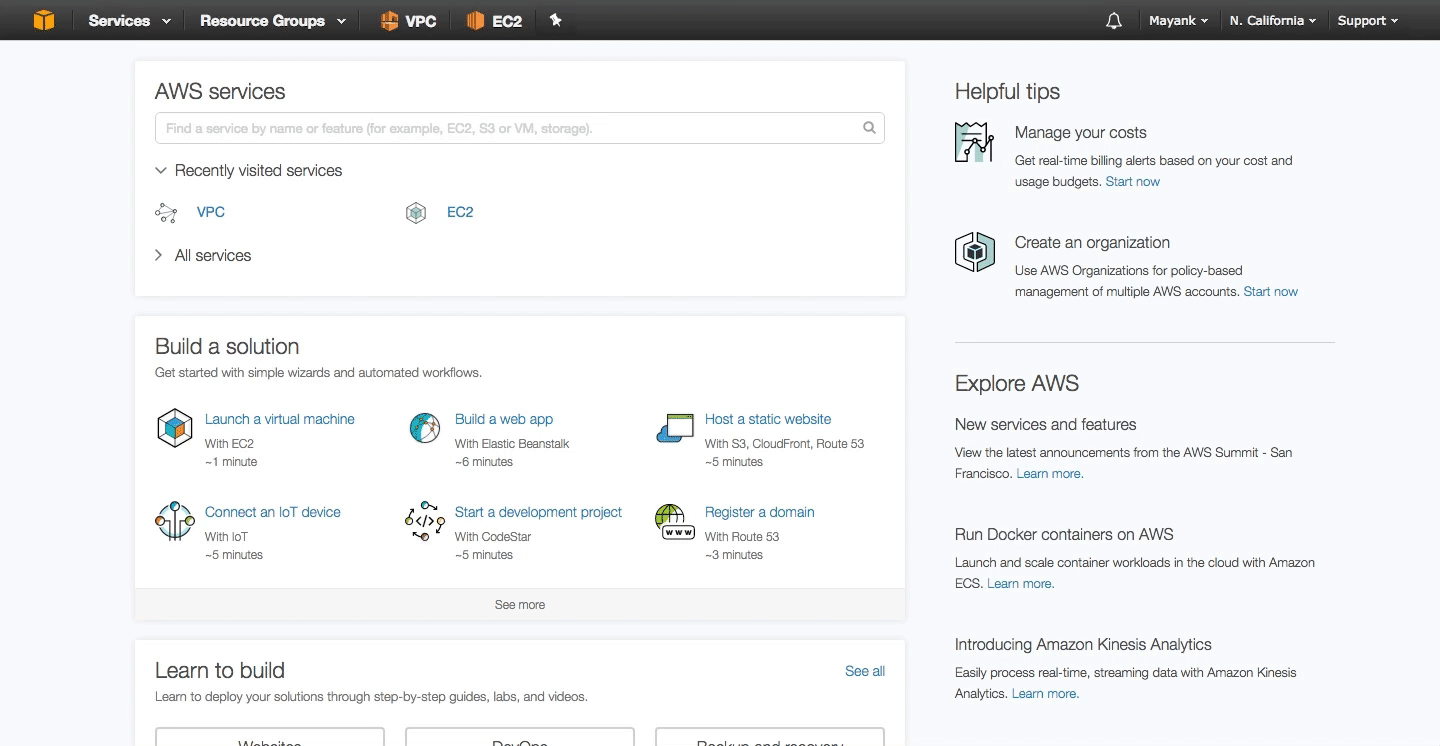 Services Resource Groups VPC EC2 Mayank N. California Support
AWS services
Find a service by name or feature (for example, EC2, S3 or VM, storage).
Recently visited services
VPC EC2
All services
Build a solution
Get started with simple wizards and automated workflows.
Launch a virtual machine
With EC2
~1 minute
Build a web app
With Elastic Beanstalk
~6 minutes
Host a static website
With S3, CloudFront, Route 53
~5 minutes
Connect an IoT device
With IoT
~5 minutes
Start a development project
With CodeStar
~5 minutes
Register a domain
With Route 53
~3 minutes
See more
Learn to build
See all
Learn to deploy your solutions through step-by-step guides, labs, and videos.
Websites DevOps Backup and recovery
Helpful tips
Manage your costs
Get real-time billing alerts based on your cost and
usage budgets. Start now
Create an organization
Use AWS Organizations for policy-based
management of multiple AWS accounts. Start now
Explore AWS
New services and features
View the latest announcements from the AWS Summit - San
Francisco. Learn more.
Run Docker containers on AWS
Launch and scale container workloads in the cloud with Amazon
ECS. Learn more.
Introducing Amazon Kinesis Analytics
Easily process real-time, streaming data with Amazon Kinesis
Analytics. Learn more.